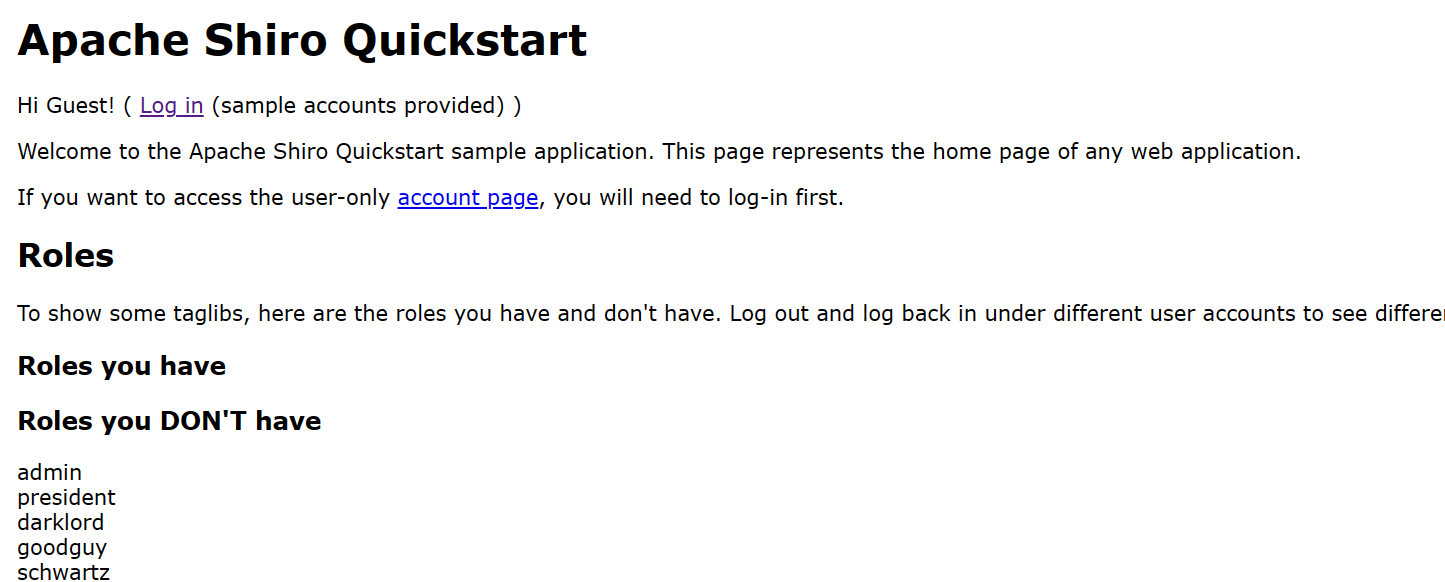 Apache Shiro Quickstart
Hi Guest! ( Log in (sample accounts provided) )
Welcome to the Apache Shiro Quickstart sample application. This page represents the home page of any web application.
If you want to access the user-only account page, you will need to log-in first.
Roles
To show some taglibs, here are the roles you have and don't have. Log out and log back in under different user accounts to see
Roles you have
Roles you DON'T have
admin
president
darklord
goodguy
schwartz